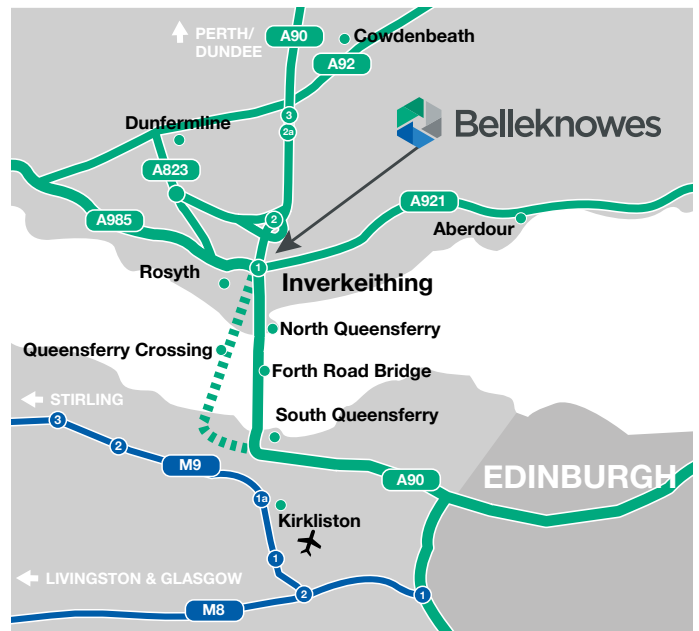 PERTH/
DUNDEE
A90
Cowdenbeath
A92
3
2a
Dunfermline
Belleknowes
A823
A985
2
A921
Aberdour
1
Rosyth
Inverkeithing
North Queensferry
Queensferry Crossing
Forth Road Bridge
STIRLING
South Queensferry
3
2
M9
A90
EDINBURGH
1a
Kirkliston
1
LIVINGSTON & GLASGOW
2
1
M8